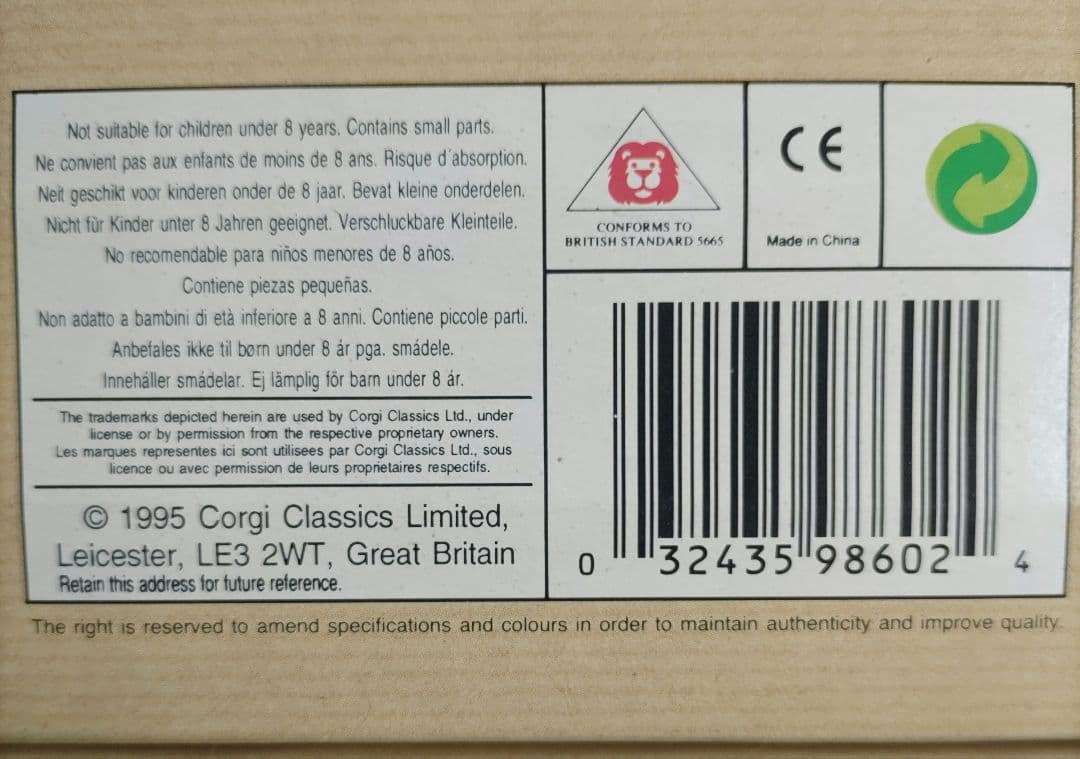 Not suitable for children under 8 years. Contains small parts.
Ne convient pas aux enfants de moins de 8 ans. Risque d'absorption.
Neit geschikt voor kinderen onder de 8 jaar. Bevat kleine onderdelen.
Nicht für Kinder unter 8 Jahren geeignet. Verschluckbare Kleinteile.
No recomendable para niños menores de 8 años.
Contiene piezas pequeñas.
Non adatto a bambini di età inferiore a 8 anni. Contiene piccole parti.
Anbefales ikke til børn under 8 ár pga. smádele.
Innehåller smádelar. Ej lämplig för barn under 8 ár.
The trademarks depicted herein are used by Corgi Classics Ltd., under
license or by permission from the respective proprietary owners.
Les marques representes ici sont utilisees par Corgi Classics Ltd., sous
licence ou avec permission de leurs proprietaires respectifs.
© 1995 Corgi Classics Limited,
Leicester, LE3 2WT, Great Britain
Retain this address for future reference.
CONFORMS TO
BRITISH STANDARD 5665
CE
Made in China
0 32435 98602 4
The right is reserved to amend specifications and colours in order to maintain authenticity and improve quality.